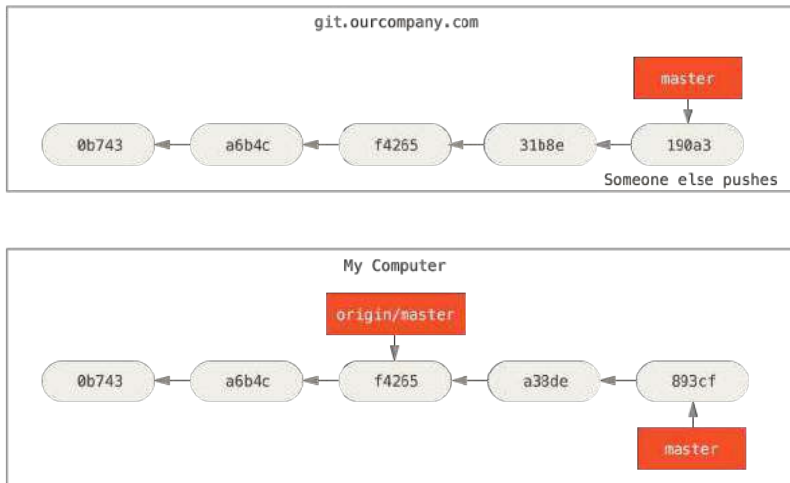 git.ourcompany.com
master
0b743 a6b4c f4265 31b8e 190a3
Someone else pushes
My Computer
origin/master
0b743 a6b4c f4265 a38de 893cf
master